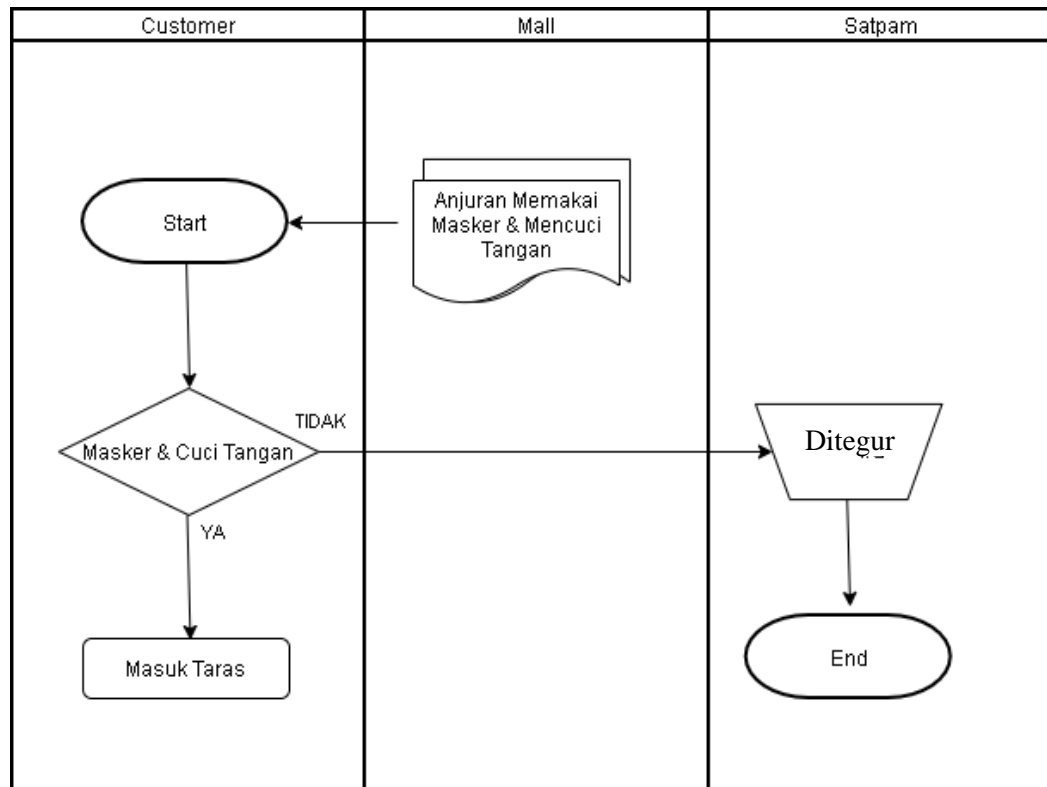 Customer
Mall
Satpam
Start
Anjuran Memakai
Masker & Mencuci
Tangan
Masker & Cuci Tangan
TIDAK
YA
Ditegur
Masuk Taras
End